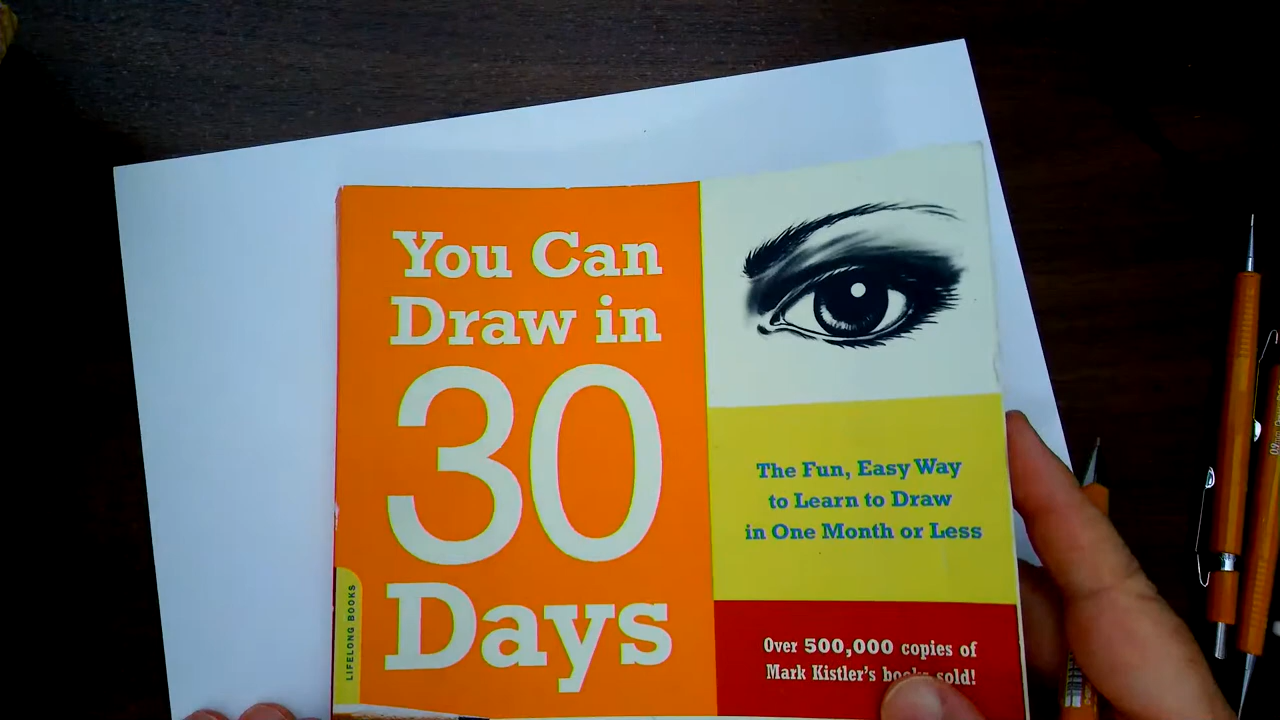 You Can
Draw in
30
Days
The Fun, Easy Way
to Learn to Draw
in One Month or Less
Over 500,000 copies of
Mark Kistler's books sold!
LIFELONG BOOKS